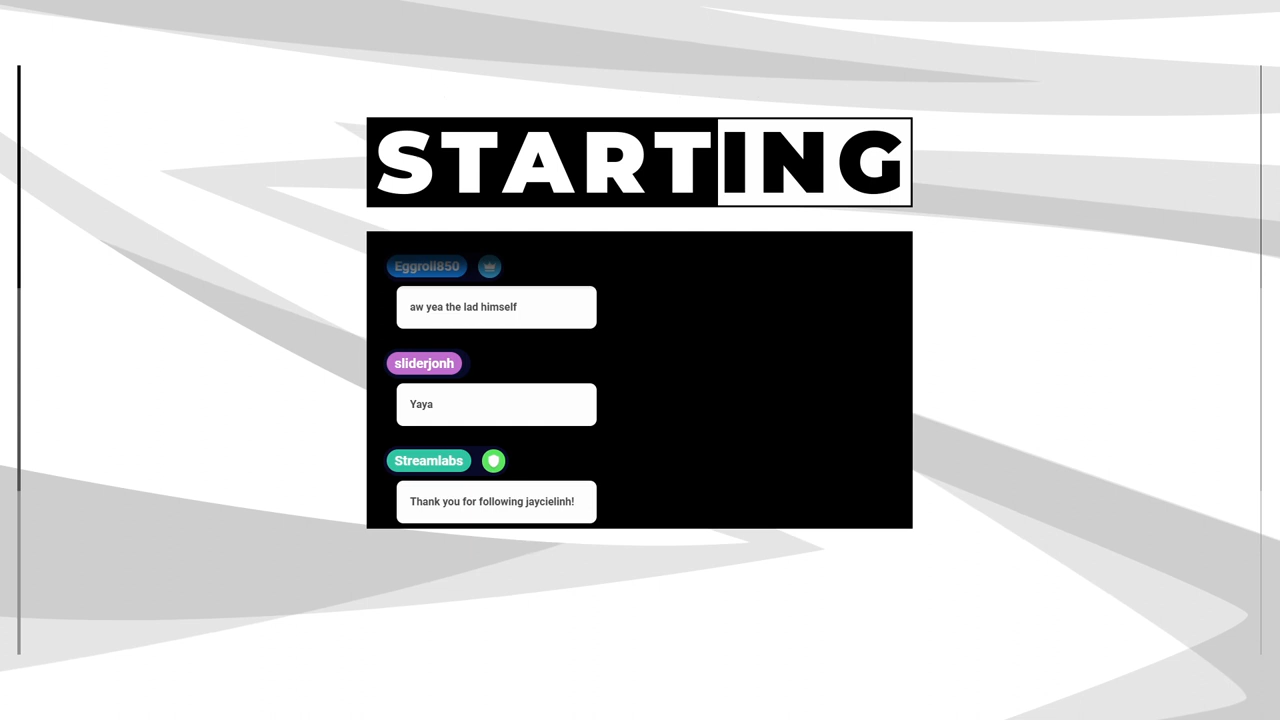 STARTING
Eggroll850
aw yea the lad himself
sliderjonh
Yaya
Streamlabs
Thank you for following jaycielinh!